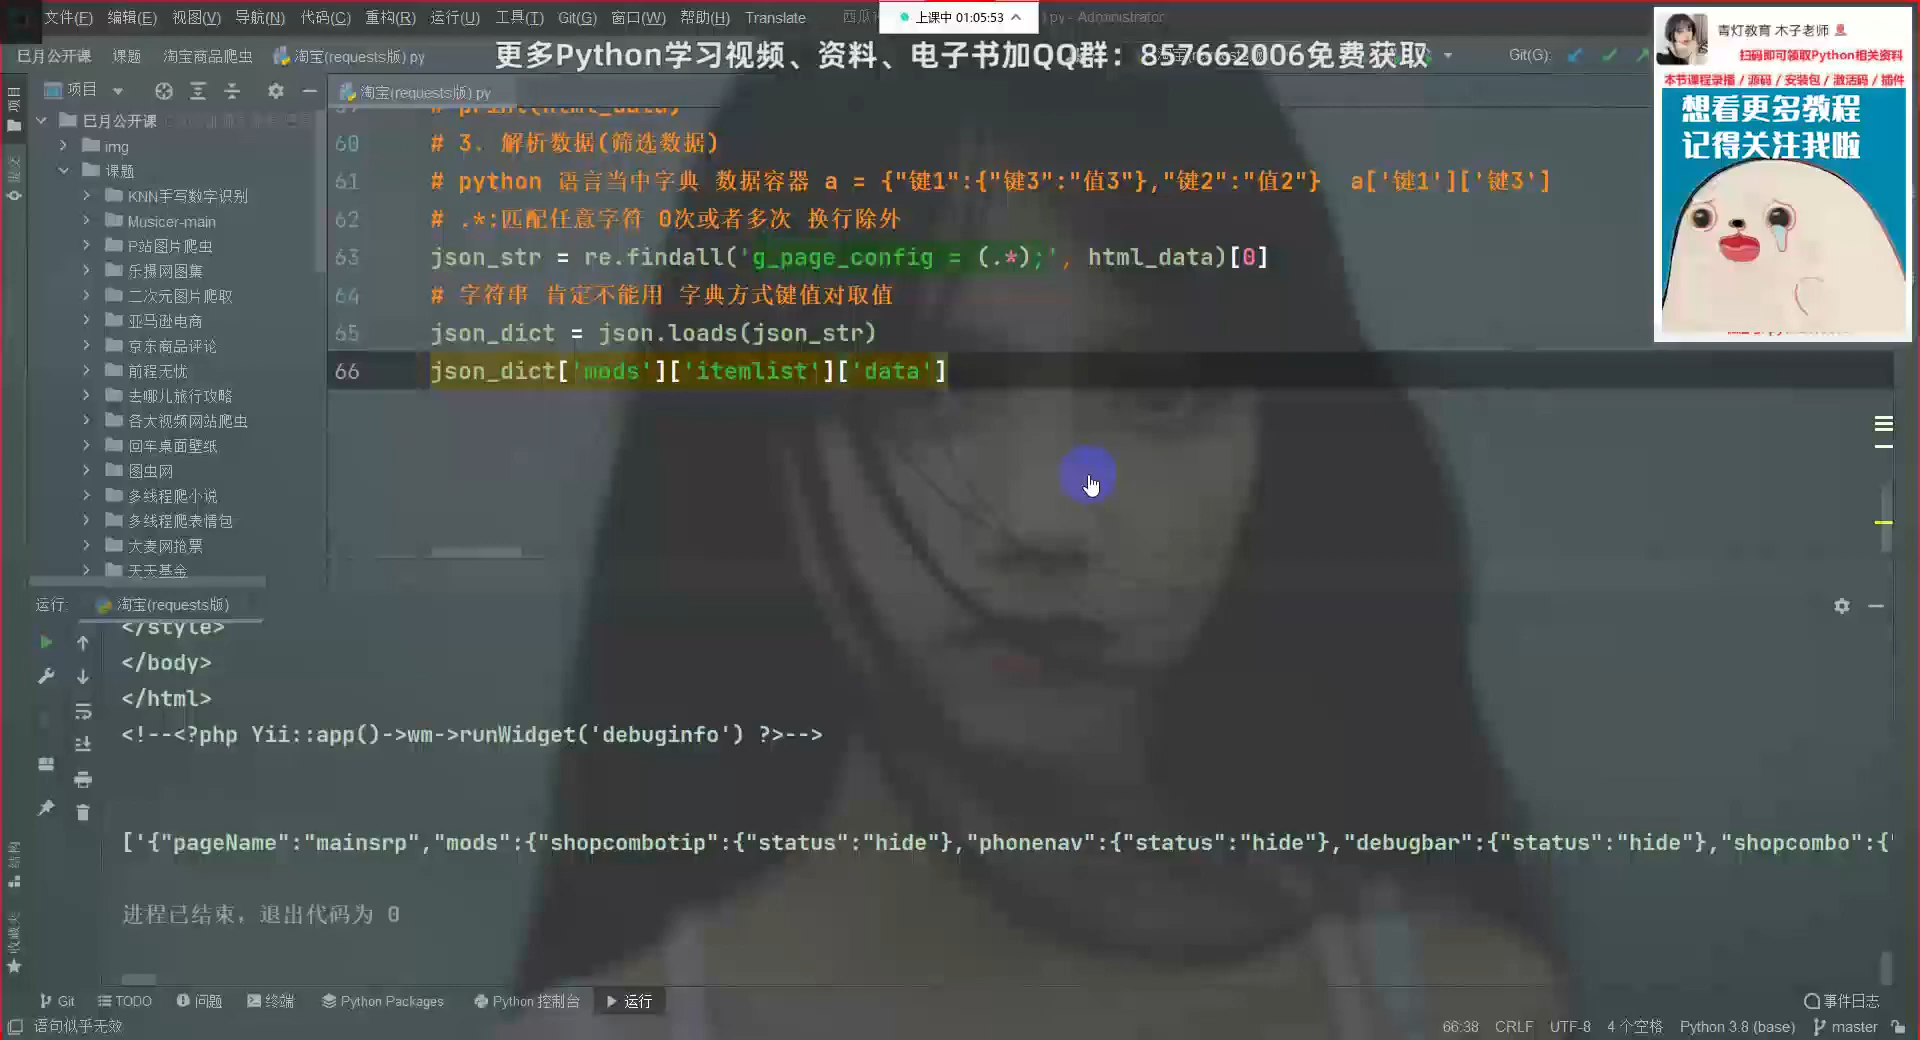 文件(F) 编辑(E) 视图(V) 导航(N) 代码(C) 重构(R) 运行(U) 工具(T) Git(G) 窗口(W) 帮助(H) Translate
上课中 01:05:53
py - Administrator
巳月公开课 课题 淘宝商品爬虫 淘宝(requests版) py
更多Python学习视频、资料、电子书加QQ群：857662006免费获取
Git(G):
青灯教育 木子老师
扫码即可领取Python相关资料
本节课程录播 / 源码 / 安装包 / 激活码 / 插件
想看更多教程
记得关注我啦
项目
淘宝(requests版) py
巳月公开课
img
课题
KNN手写数字识别
Musicer-main
P站图片爬虫
乐摄网图集
二次元图片爬取
亚马逊电商
京东商品评论
前程无忧
去哪儿旅行攻略
各大视频网站爬虫
回车桌面壁纸
图虫网
多线程爬小说
多线程爬表情包
大麦网抢票
天天基金
# print(html_data)
60 # 3. 解析数据(筛选数据)
61 # python 语言当中字典 数据容器 a = {"键1":{"键3":"值3"},"键2":"值2"} a['键1']['键3']
62 # .*:匹配任意字符 0次或者多次 换行除外
63 json_str = re.findall('g_page_config = (.*);', html_data)[0]
64 # 字符串 肯定不能用 字典方式键值对取值
65 json_dict = json.loads(json_str)
66 json_dict['mods']['itemlist']['data']
运行: 淘宝(requests版)
</style>
</body>
</html>
<!--<?php Yii::app()->wm->runWidget('debuginfo') ?>-->
['{"pageName":"mainsrp","mods":{"shopcombotip":{"status":"hide"},"phonenav":{"status":"hide"},"debugbar":{"status":"hide"},"shopcombo":{'
进程已结束，退出代码为 0
结构
收藏夹
Git TODO 问题 终端 Python Packages Python 控制台 运行
事件日志
语句似乎无效
66:38 CRLF UTF-8 4 个空格 Python 3.8 (base) master